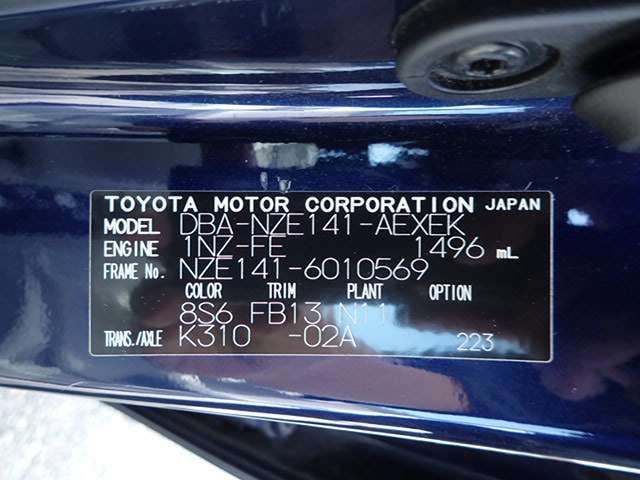 TOYOTA MOTOR CORPORATION JAPAN
MODEL DBA-NZE141-AEXEK
ENGINE 1NZ-FE 1496 mL
FRAME No. NZE141-6010569
COLOR TRIM PLANT OPTION
8S6 FB13 N11
TRANS./AXLE K310 -02A 223